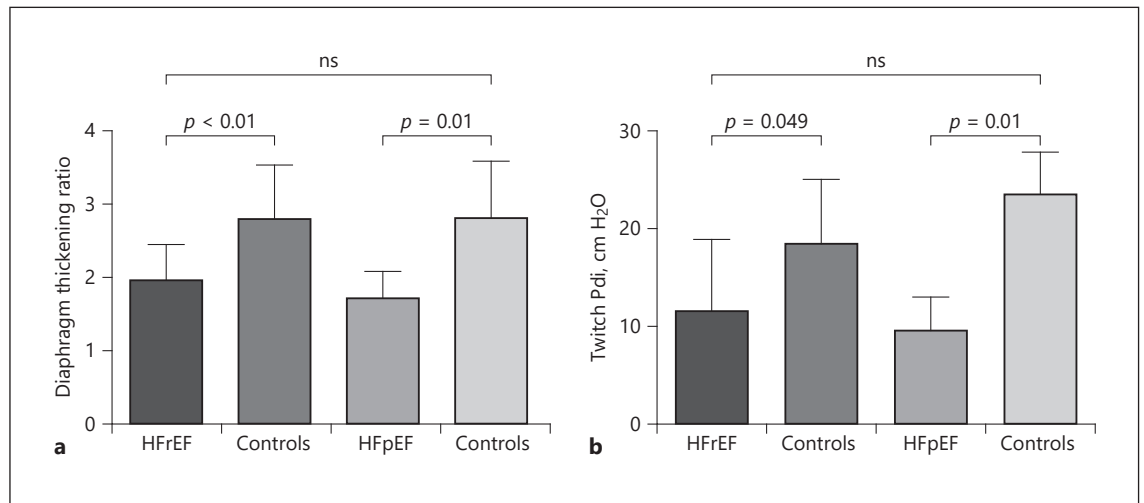 ns
p < 0.01
p = 0.01
4
3
2
1
0
Diaphragm thickening ratio
HFrEF Controls HFpEF Controls
a
ns
p = 0.049
p = 0.01
30
20
10
0
Twitch Pdi, cm H₂O
HFrEF Controls HFpEF Controls
b